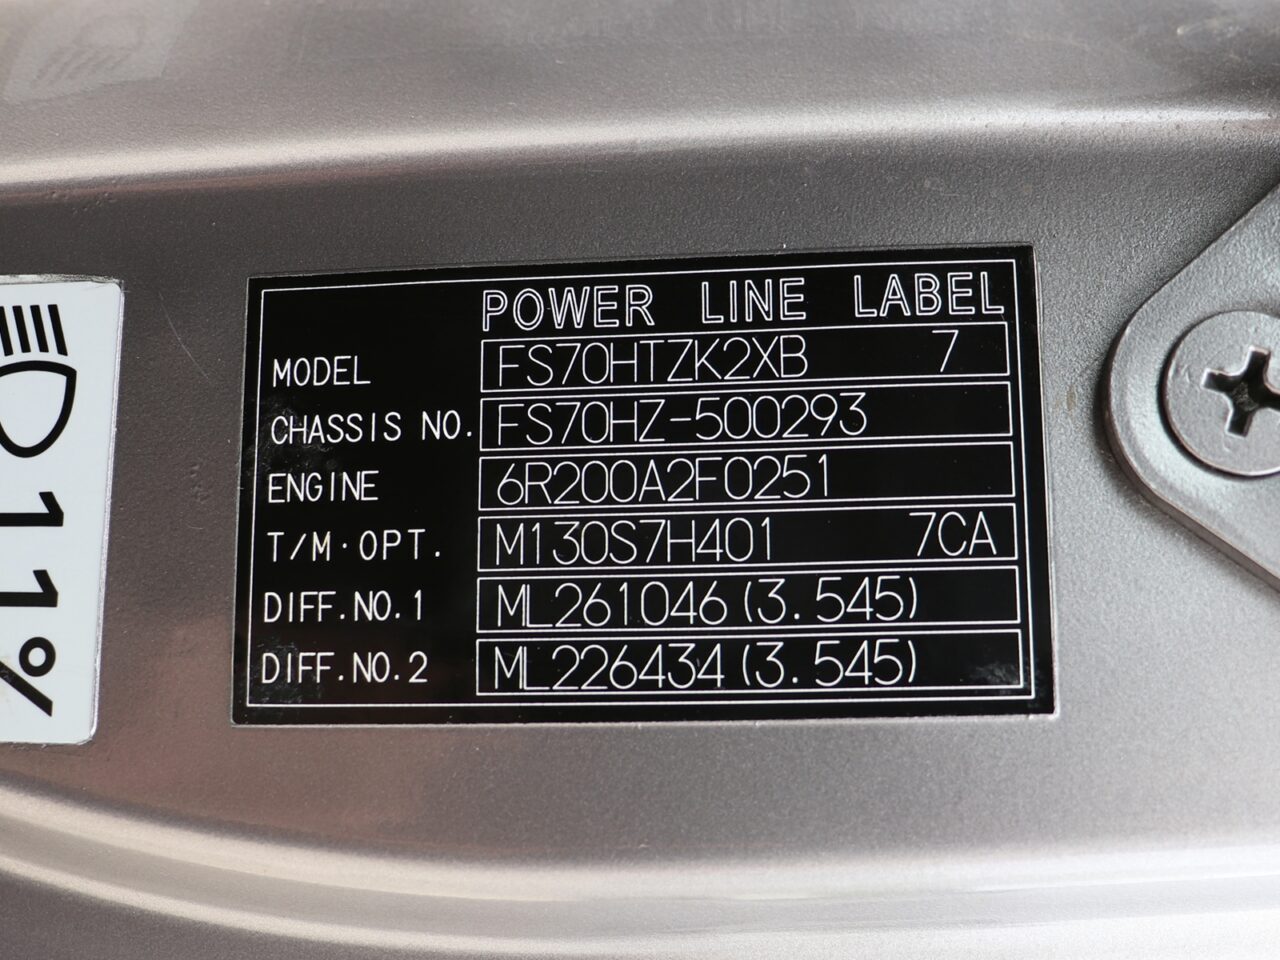 POWER LINE LABEL
MODEL FS70HTZK2XB 7
CHASSIS NO. FS70HZ-500293
ENGINE 6R200A2F0251
T/M·OPT. M130S7H401 7CA
DIFF.NO.1 ML261046(3.545)
DIFF.NO.2 ML226434(3.545)
11%